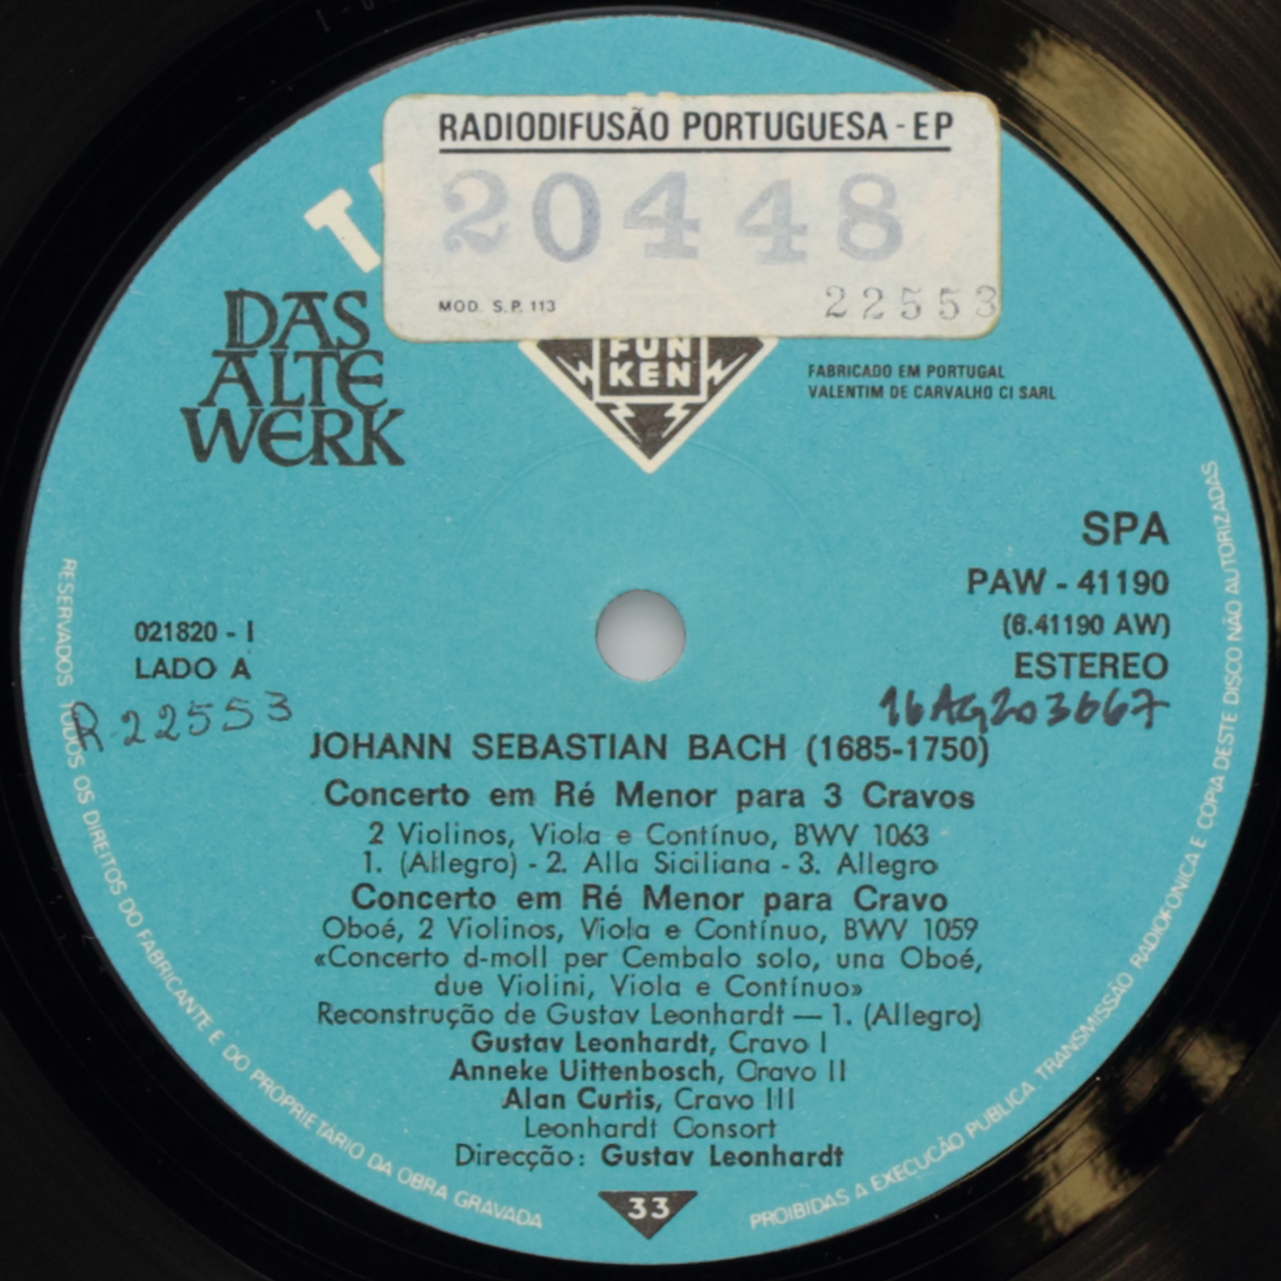 RADIODIFUSÃO PORTUGUESA - EP
20448
MOD. S.P. 113
22553
DAS
ALTE
WERK
FUN
KEN
FABRICADO EM PORTUGAL
VALENTIM DE CARVALHO CI SARL
SPA
PAW - 41190
(6.41190 AW)
ESTEREO
16AG203667
021820 - I
LADO A
R-22553
JOHANN SEBASTIAN BACH (1685-1750)
Concerto em Ré Menor para 3 Cravos
2 Violinos, Viola e Contínuo, BWV 1063
1. (Allegro) - 2. Alla Siciliana - 3. Allegro
Concerto em Ré Menor para Cravo
Oboé, 2 Violinos, Viola e Contínuo, BWV 1059
«Concerto d-moll per Cembalo solo, una Oboé,
due Violini, Viola e Contínuo»
Reconstrução de Gustav Leonhardt — 1. (Allegro)
Gustav Leonhardt, Cravo I
Anneke Uittenbosch, Cravo II
Alan Curtis, Cravo III
Leonhardt Consort
Direcção: Gustav Leonhardt
33
RESERVADOS TUDOS OS DIREITOS DO FABRICANTE E DO PROPRIETARIO DA OBRA GRAVADA
PROIBIDAS A EXECUCÃO PUBLICA TRANSMISSÃO RADIOFONICA E COPIA DESTE DISCO NÃO AUTORIZADAS